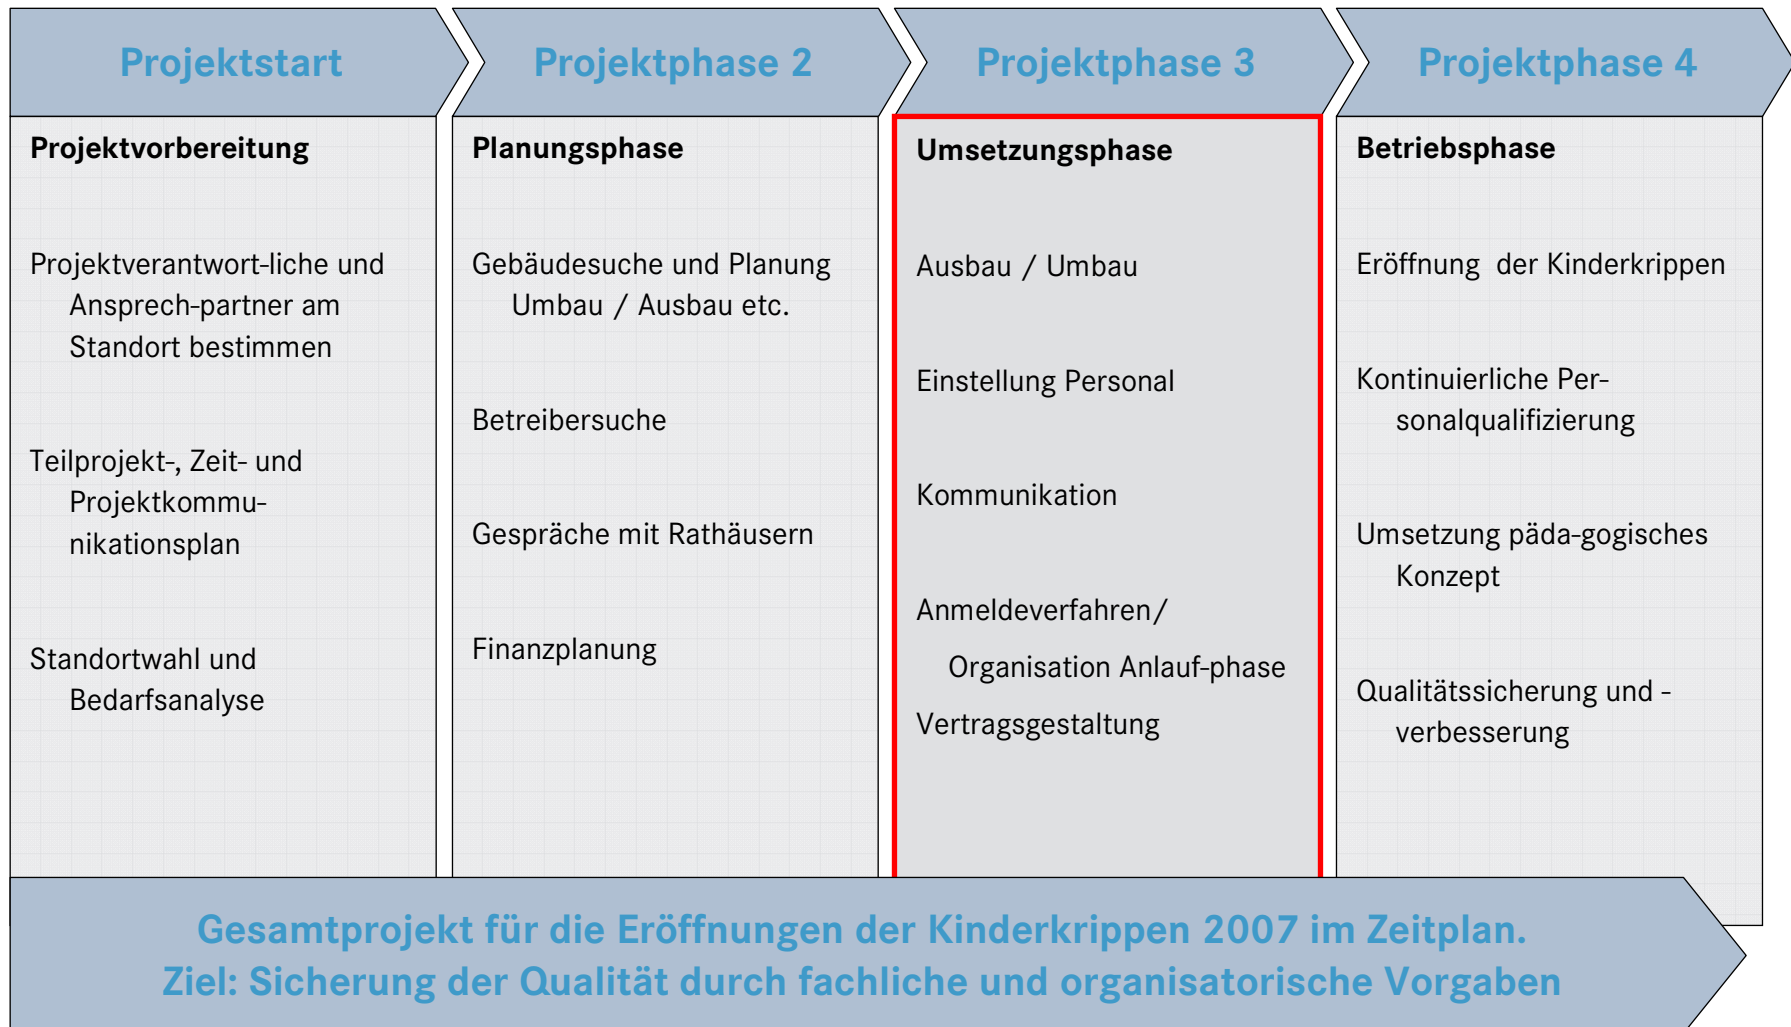 Projektstart
Projektphase 2
Projektphase 3
Projektphase 4
Projektvorbereitung
Projektverantwort-liche und
Ansprech-partner am
Standort bestimmen
Teilprojekt-, Zeit- und
Projektkommu-
nikationsplan
Standortwahl und
Bedarfsanalyse
Planungsphase
Gebäudesuche und Planung
Umbau / Ausbau etc.
Betreibersuche
Gespräche mit Rathäusern
Finanzplanung
Umsetzungsphase
Ausbau / Umbau
Einstellung Personal
Kommunikation
Anmeldeverfahren/
Organisation Anlauf-phase
Vertragsgestaltung
Betriebsphase
Eröffnung der Kinderkrippen
Kontinuierliche Per-
sonalqualifizierung
Umsetzung päda-gogisches
Konzept
Qualitätssicherung und -
verbesserung
Gesamtprojekt für die Eröffnungen der Kinderkrippen 2007 im Zeitplan.
Ziel: Sicherung der Qualität durch fachliche und organisatorische Vorgaben